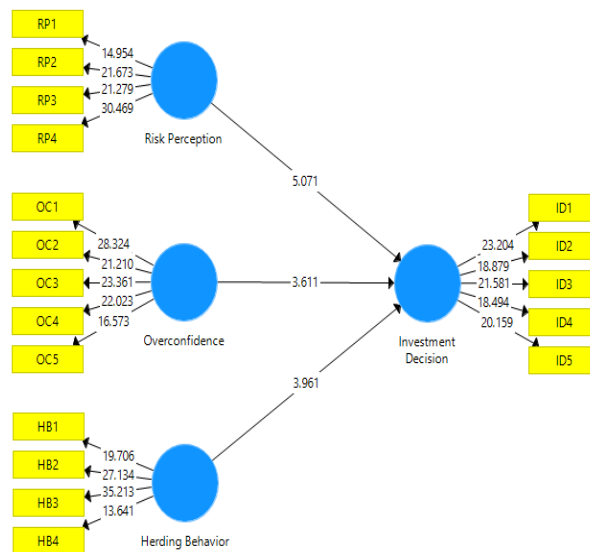 RP1
RP2
RP3
RP4
14.954
21.673
21.279
30.469
Risk Perception
5.071
OC1
OC2
OC3
OC4
OC5
28.324
21.210
23.361
22.023
16.573
Overconfidence
3.611
HB1
HB2
HB3
HB4
19.706
27.134
35.213
13.641
Herding Behavior
3.961
Investment
Decision
23.204
18.879
21.581
18.494
20.159
ID1
ID2
ID3
ID4
ID5